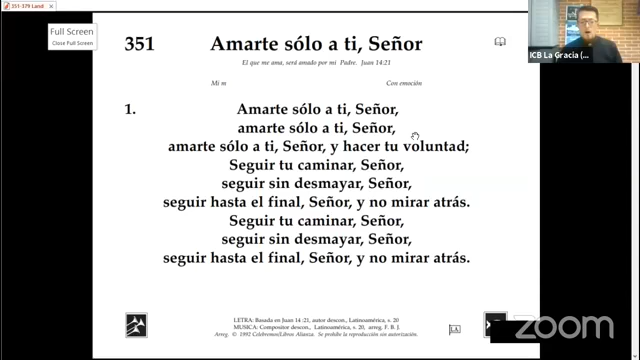 351-379 Land
Full Screen
Close Full Screen
351
Amarte sólo a ti, Señor
El que me ama, será amado por mi Padre. Juan 14:21
Mi m
Con emoción
1.
Amarte sólo a ti, Señor,
amarte sólo a ti, Señor,
amarte sólo a ti, Señor, y hacer tu voluntad;
Seguir tu caminar, Señor,
seguir sin desmayar, Señor,
seguir hasta el final, Señor, y no mirar atrás.
Seguir tu caminar, Señor,
seguir sin desmayar, Señor,
seguir hasta el final, Señor, y no mirar atrás.
LETRA: Basada en Juan 14 :21, autor descon., Latinoamérica, s. 20
MUSICA: Compositor descon., Latinoamérica, s. 20, arreg. F. B. J.
Arreg. © 1992 Celebremos/Libros Alianza. Se prohibe la reproducción sin autorización.
LA
iCB La Gracia (...
zoom